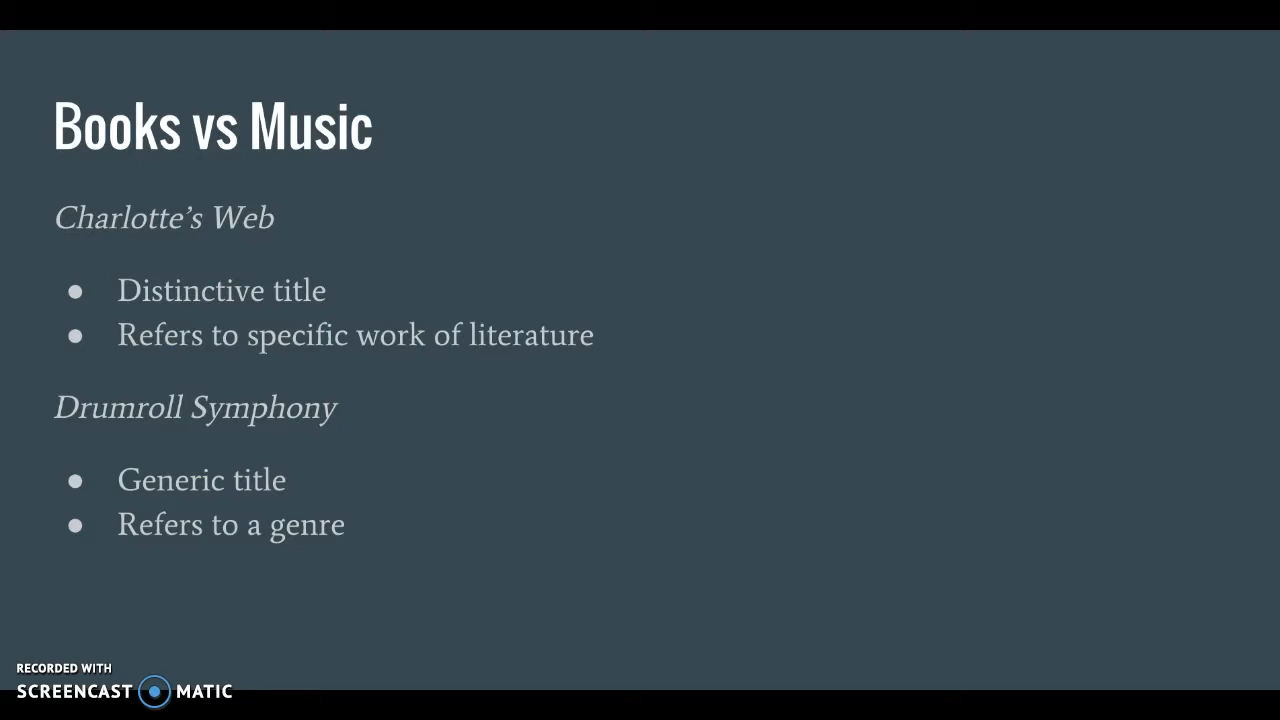 Books vs Music
Charlotte’s Web
● Distinctive title
● Refers to specific work of literature
Drumroll Symphony
● Generic title
● Refers to a genre
RECORDED WITH
SCREENCAST MATIC